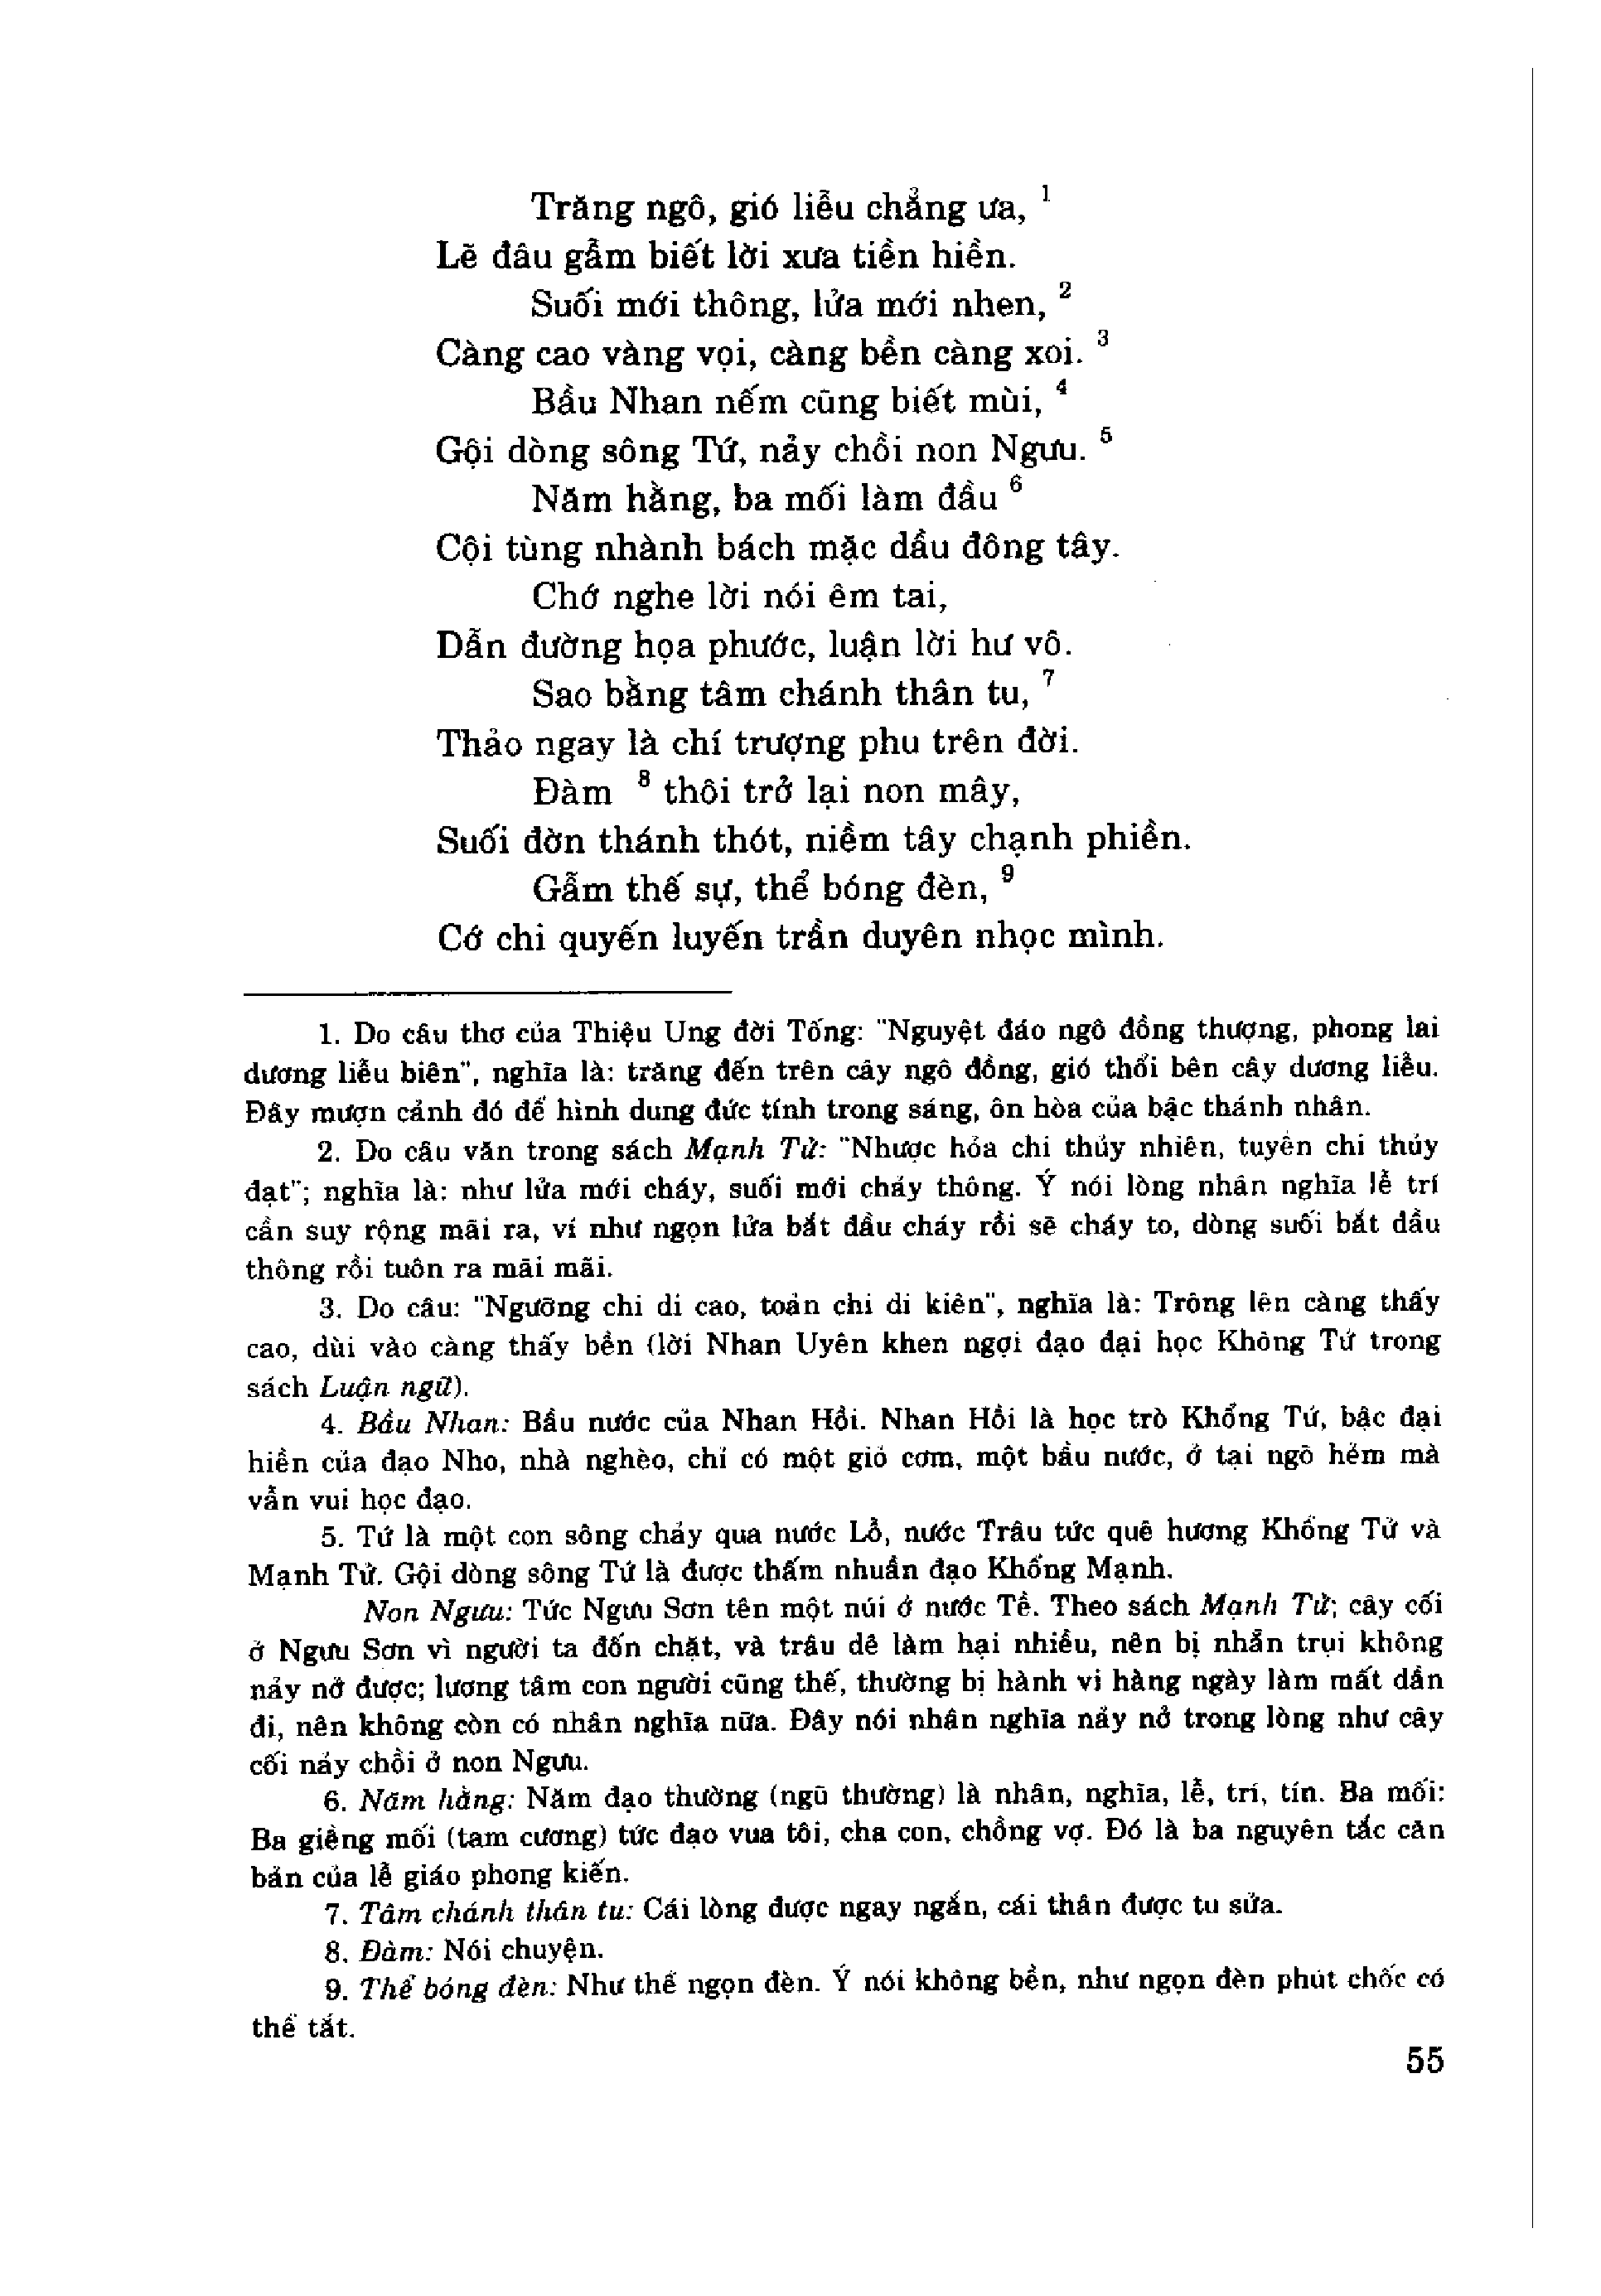 Trăng ngô, gió liễu chẳng ưa, 1
Lẽ đâu gẫm biết lời xưa tiền hiền.
Suối mới thông, lửa mới nhen, 2
Càng cao vàng vọi, càng bền càng xoi. 3
Bầu Nhan nếm cũng biết mùi, 4
Gội dòng sông Tứ, nảy chồi non Ngưu. 5
Năm hằng, ba mối làm đầu 6
Cội tùng nhành bách mặc dầu đông tây.
Chớ nghe lời nói êm tai,
Dẫn đường họa phước, luận lời hư vô.
Sao bằng tâm chánh thân tu, 7
Thảo ngay là chí trượng phu trên đời.
Đàm 8 thôi trở lại non mây,
Suối đờn thánh thót, niềm tây chạnh phiền.
Gẫm thế sự, thể bóng đèn, 9
Cớ chi quyến luyến trần duyên nhọc mình.
1. Do câu thơ của Thiệu Ung đời Tống: "Nguyệt đáo ngô đồng thượng, phong lai
dương liễu biên", nghĩa là: trăng đến trên cây ngô đồng, gió thổi bên cây dương liễu.
Đây mượn cảnh đó để hình dung đức tính trong sáng, ôn hòa của bậc thánh nhân.
2. Do câu văn trong sách Mạnh Tử: "Nhược hỏa chi thủy nhiên, tuyền chi thủy
đạt"; nghĩa là: như lửa mới cháy, suối mới chảy thông. Ý nói lòng nhân nghĩa lễ trí
cần suy rộng mãi ra, ví như ngọn lửa bắt đầu cháy rồi sẽ cháy to, dòng suối bắt đầu
thông rồi tuôn ra mãi mãi.
3. Do câu: "Ngưỡng chi di cao, toản chi di kiên", nghĩa là: Trông lên càng thấy
cao, dùi vào càng thấy bền (lời Nhan Uyên khen ngợi đạo đại học Khổng Tử trong
sách Luận ngữ).
4. Bầu Nhan: Bầu nước của Nhan Hồi. Nhan Hồi là học trò Khổng Tử, bậc đại
hiền của đạo Nho, nhà nghèo, chỉ có một giỏ cơm, một bầu nước, ở tại ngõ hẻm mà
vẫn vui học đạo.
5. Tứ là một con sông chảy qua nước Lỗ, nước Trâu tức quê hương Khổng Tử và
Mạnh Tử. Gội dòng sông Tứ là được thấm nhuần đạo Khổng Mạnh.
Non Ngưu: Tức Ngưu Sơn tên một núi ở nước Tề. Theo sách Mạnh Tử; cây cối
ở Ngưu Sơn vì người ta đốn chặt, và trâu dê làm hại nhiều, nên bị nhẵn trụi không
nảy nở được; lương tâm con người cũng thế, thường bị hành vi hàng ngày làm mất dần
đi, nên không còn có nhân nghĩa nữa. Đây nói nhân nghĩa nảy nở trong lòng như cây
cối nảy chồi ở non Ngưu.
6. Năm hằng: Năm đạo thường (ngũ thường) là nhân, nghĩa, lễ, trí, tín. Ba mối:
Ba giềng mối (tam cương) tức đạo vua tôi, cha con, chồng vợ. Đó là ba nguyên tắc căn
bản của lễ giáo phong kiến.
7. Tâm chánh thân tu: Cái lòng được ngay ngắn, cái thân được tu sửa.
8. Đàm: Nói chuyện.
9. Thể bóng đèn: Như thể ngọn đèn. Ý nói không bền, như ngọn đèn phút chốc có
thể tắt.
55